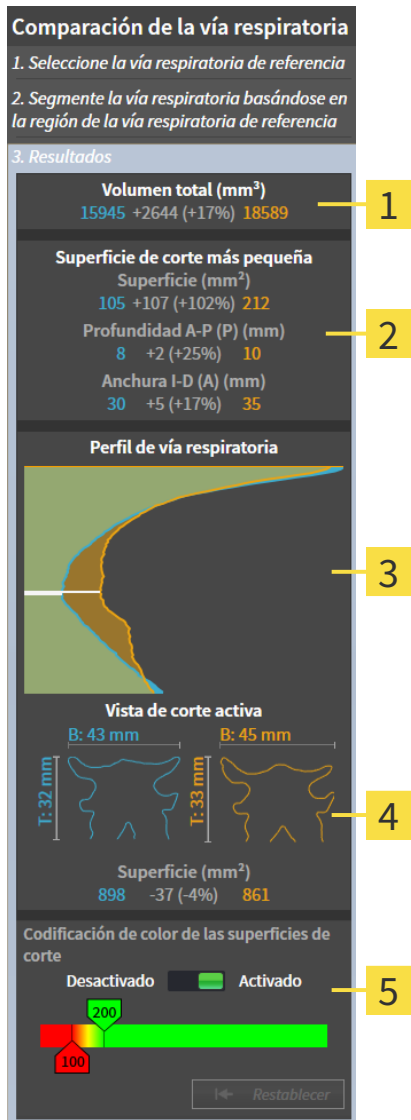 Comparación de la vía respiratoria
1. Seleccione la vía respiratoria de referencia
2. Segmente la vía respiratoria basándose en
la región de la vía respiratoria de referencia
3. Resultados
Volumen total (mm³)
15945 +2644 (+17%) 18589
1
Superficie de corte más pequeña
Superficie (mm²)
105 +107 (+102%) 212
Profundidad A-P (P) (mm)
8 +2 (+25%) 10
2
Anchura I-D (A) (mm)
30 +5 (+17%) 35
Perfil de vía respiratoria
3
Vista de corte activa
B: 43 mm B: 45 mm
T: 32 mm T: 33 mm
4
Superficie (mm²)
898 -37 (-4%) 861
Codificación de color de las superficies de
corte
Desactivado Activado
5
200
100
Restablecer